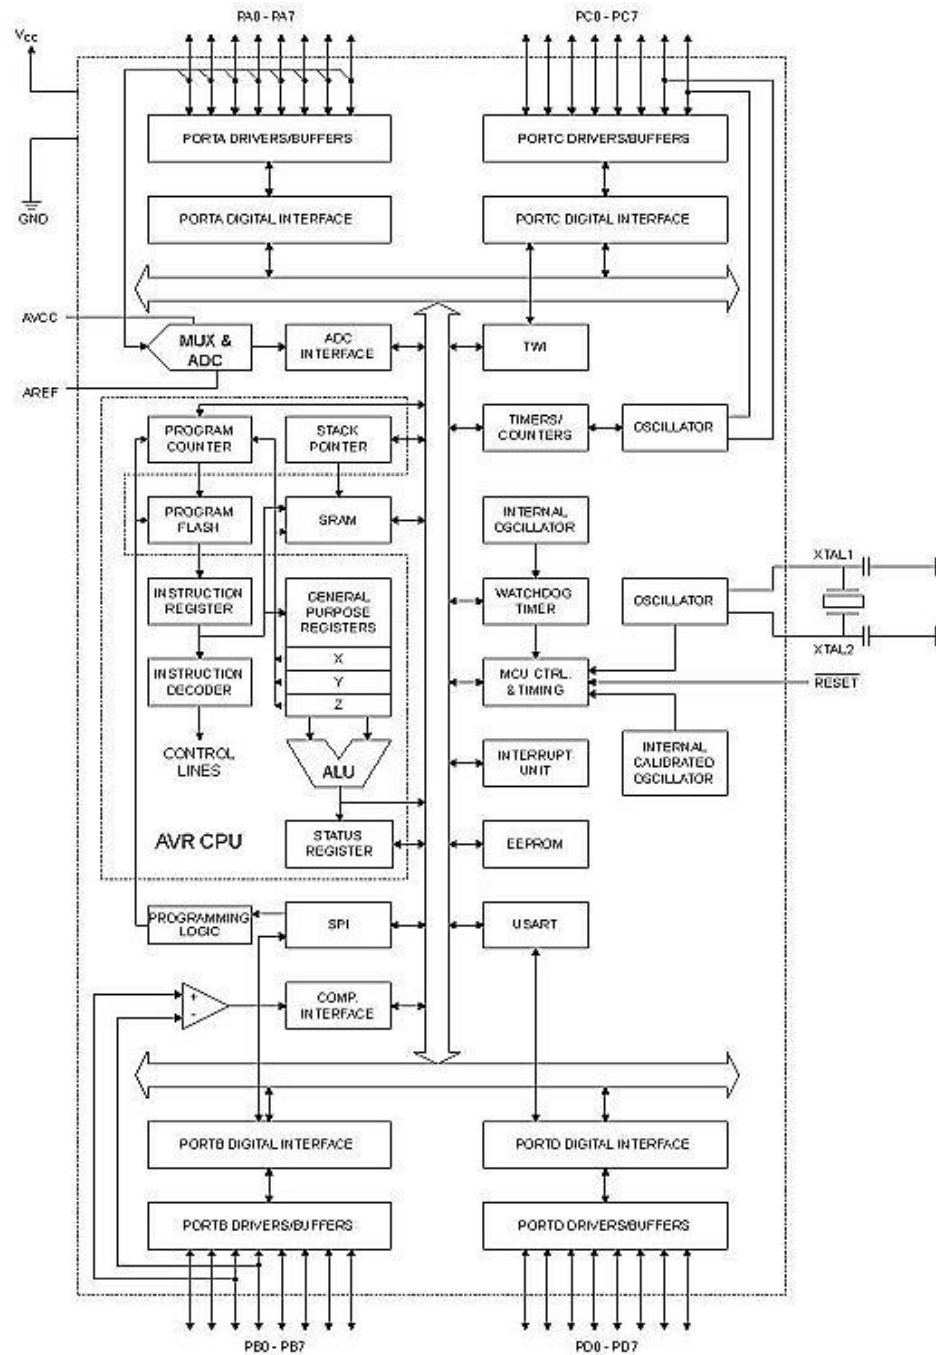 PA0 - PA7
PC0 - PC7
VCC
PORTA DRIVERS/BUFFERS
PORTC DRIVERS/BUFFERS
GND
PORTA DIGITAL INTERFACE
PORTC DIGITAL INTERFACE
AVCC
MUX &
ADC
ADC
INTERFACE
TWI
AREF
PROGRAM
COUNTER
STACK
POINTER
TIMERS/
COUNTERS
OSCILLATOR
PROGRAM
FLASH
SRAM
INTERNAL
OSCILLATOR
XTAL1
INSTRUCTION
REGISTER
GENERAL
PURPOSE
REGISTERS
WATCHDOG
TIMER
OSCILLATOR
XTAL2
X
INSTRUCTION
DECODER
Y
MCU CTRL.
& TIMING
RESET
Z
CONTROL
LINES
ALU
INTERRUPT
UNIT
INTERNAL
CALIBRATED
OSCILLATOR
AVR CPU
STATUS
REGISTER
EEPROM
PROGRAMMING
LOGIC
SPI
USART
+
-
COMP.
INTERFACE
PORTB DIGITAL INTERFACE
PORTD DIGITAL INTERFACE
PORTB DRIVERS/BUFFERS
PORTD DRIVERS/BUFFERS
PB0 - PB7
PD0 - PD7